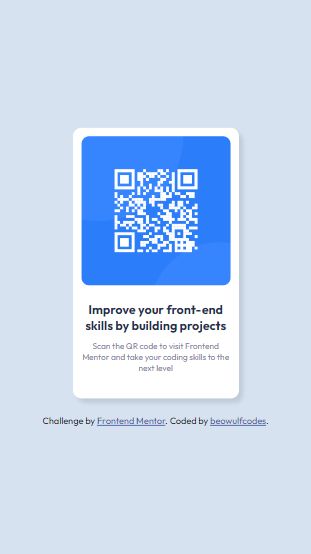 Improve your front-end
skills by building projects
Scan the QR code to visit Frontend
Mentor and take your coding skills to the
next level
Challenge by Frontend Mentor. Coded by beowulfcodes.